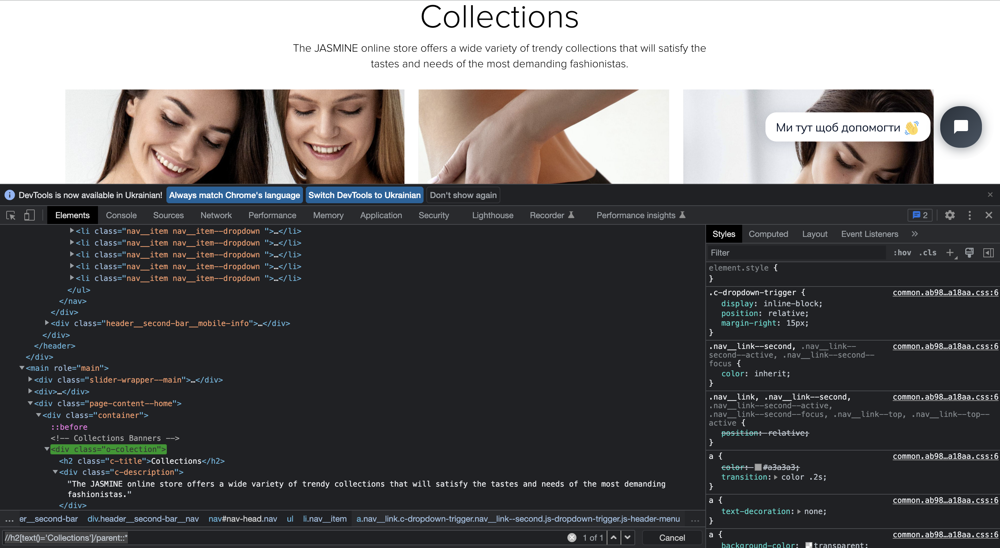 Collections
The JASMINE online store offers a wide variety of trendy collections that will satisfy the
tastes and needs of the most demanding fashionistas.
Ми тут щоб допомогти 👋
DevTools is now available in Ukrainian! Always match Chrome's language Switch DevTools to Ukrainian Don't show again
Elements Console Sources Network Performance Memory Application Security Lighthouse Recorder Performance insights 2
<li class="nav__item nav__item--dropdown ">…</li>
<li class="nav__item nav__item--dropdown ">…</li>
<li class="nav__item nav__item--dropdown ">…</li>
<li class="nav__item nav__item--dropdown ">…</li>
<li class="nav__item nav__item--dropdown ">…</li>
</ul>
</nav>
</div>
<div class="header__second-bar__mobile-info">…</div>
</div>
</header>
</div>
<main role="main">
<div class="slider-wrapper--main">…</div>
<div>…</div>
<div class="page-content--home">
<div class="container">
::before
<!-- Collections Banners -->
<div class="o-colection">
<h2 class="c-title">Collections</h2>
<div class="c-description">
"The JASMINE online store offers a wide variety of trendy collections that will satisfy the tastes and needs of the most demanding
fashionistas."
</div>
… er__second-bar div.header__second-bar__nav nav#nav-head.nav ul li.nav__item a.nav__link.c-dropdown-trigger.nav__link--second.js-dropdown-trigger.js-header-menu …
//h2[text()='Collections']/parent::* 1 of 1 Cancel
Styles Computed Layout Event Listeners
Filter :hov .cls
element.style {
}
.c-dropdown-trigger { common.ab98…a18aa.css:6
display: inline-block;
position: relative;
margin-right: 15px;
}
.nav__link--second, .nav__link-- common.ab98…a18aa.css:6
second--active, .nav__link--second--
focus {
color: inherit;
}
.nav__link, .nav__link--second, common.ab98…a18aa.css:6
.nav__link--second--active,
.nav__link--second--focus, .nav__link--top, .nav__link--top--
active {
position: relative;
}
a { common.ab98…a18aa.css:6
color: #a3a3a3;
transition: color .2s;
}
a { common.ab98…a18aa.css:6
text-decoration: none;
}
a { common.ab98…a18aa.css:6
background-color: transparent;